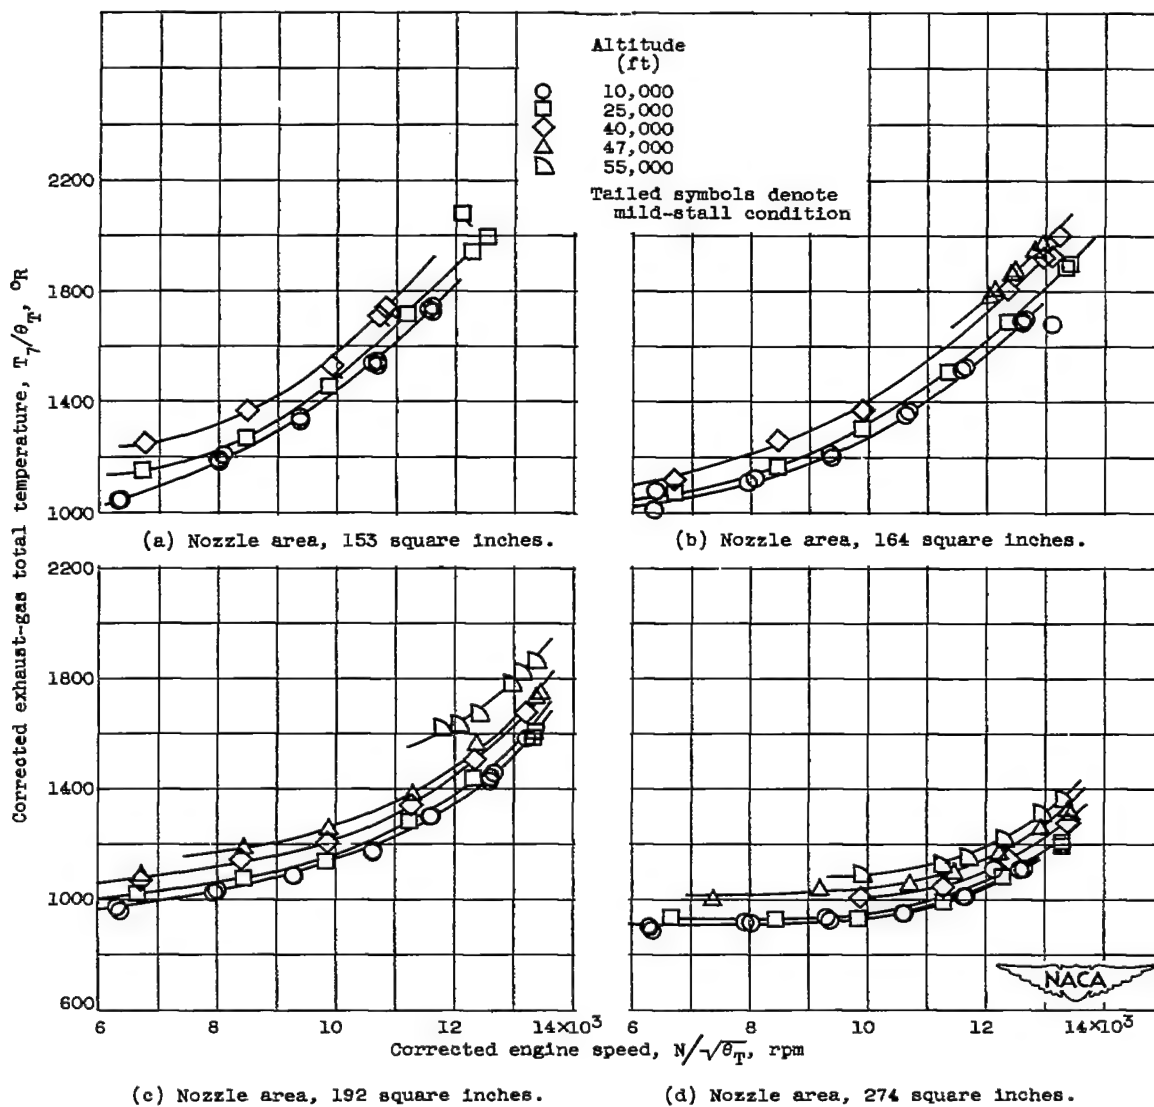 Altitude
(ft)
10,000
25,000
40,000
47,000
55,000
Tailed symbols denote
mild-stall condition
Corrected exhaust-gas total temperature, T₇/θ_T, °R
2200
1800
1400
1000
(a) Nozzle area, 153 square inches.
(b) Nozzle area, 164 square inches.
2200
1800
1400
1000
600
NACA
6 8 10 12 14×10³
6 8 10 12 14×10³
Corrected engine speed, N/√θ_T, rpm
(c) Nozzle area, 192 square inches.
(d) Nozzle area, 274 square inches.